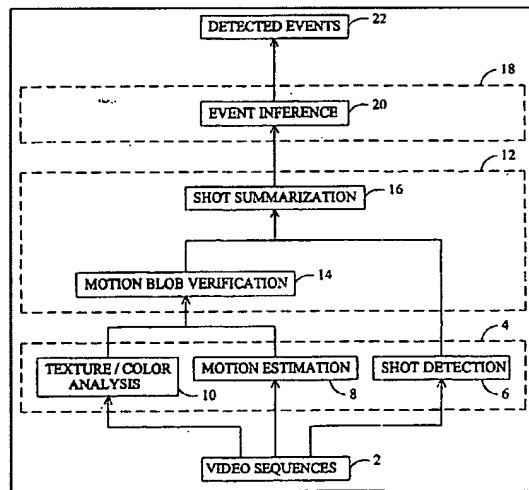 DETECTED EVENTS
22
18
EVENT INFERENCE
20
12
SHOT SUMMARIZATION
16
MOTION BLOB VERIFICATION
14
4
TEXTURE / COLOR
ANALYSIS
10
MOTION ESTIMATION
8
SHOT DETECTION
6
VIDEO SEQUENCES
2